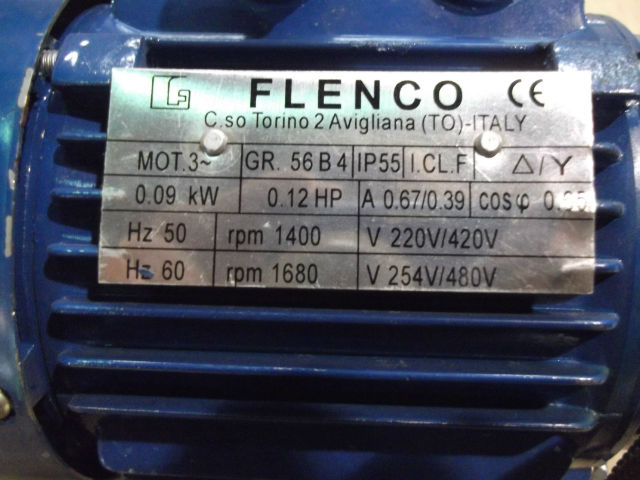 FLENCO CE
C.so Torino 2 Avigliana (TO)-ITALY
MOT.3~ GR. 56 B 4 IP55 I.CL.F Δ/Y
0.09 kW 0.12 HP A 0.67/0.39 cosφ
Hz 50 rpm 1400 V 220V/420V
Hz 60 rpm 1680 V 254V/480V